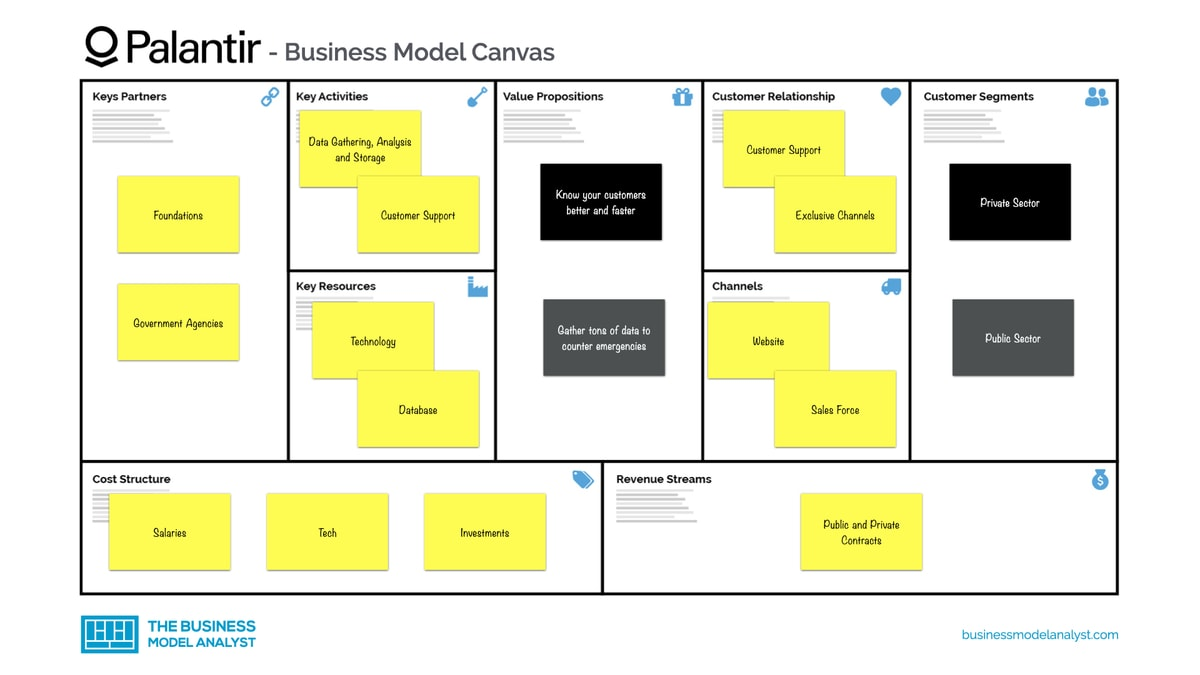 Palantir - Business Model Canvas
Keys Partners
Foundations
Government Agencies
Key Activities
Data Gathering, Analysis
and Storage
Customer Support
Key Resources
Technology
Database
Value Propositions
Know your customers
better and faster
Gather tons of data to
counter emergencies
Customer Relationship
Customer Support
Exclusive Channels
Channels
Website
Sales Force
Customer Segments
Private Sector
Public Sector
Cost Structure
Salaries
Tech
Investments
Revenue Streams
$
Public and Private
Contracts
THE BUSINESS
MODEL ANALYST
businessmodelanalyst.com